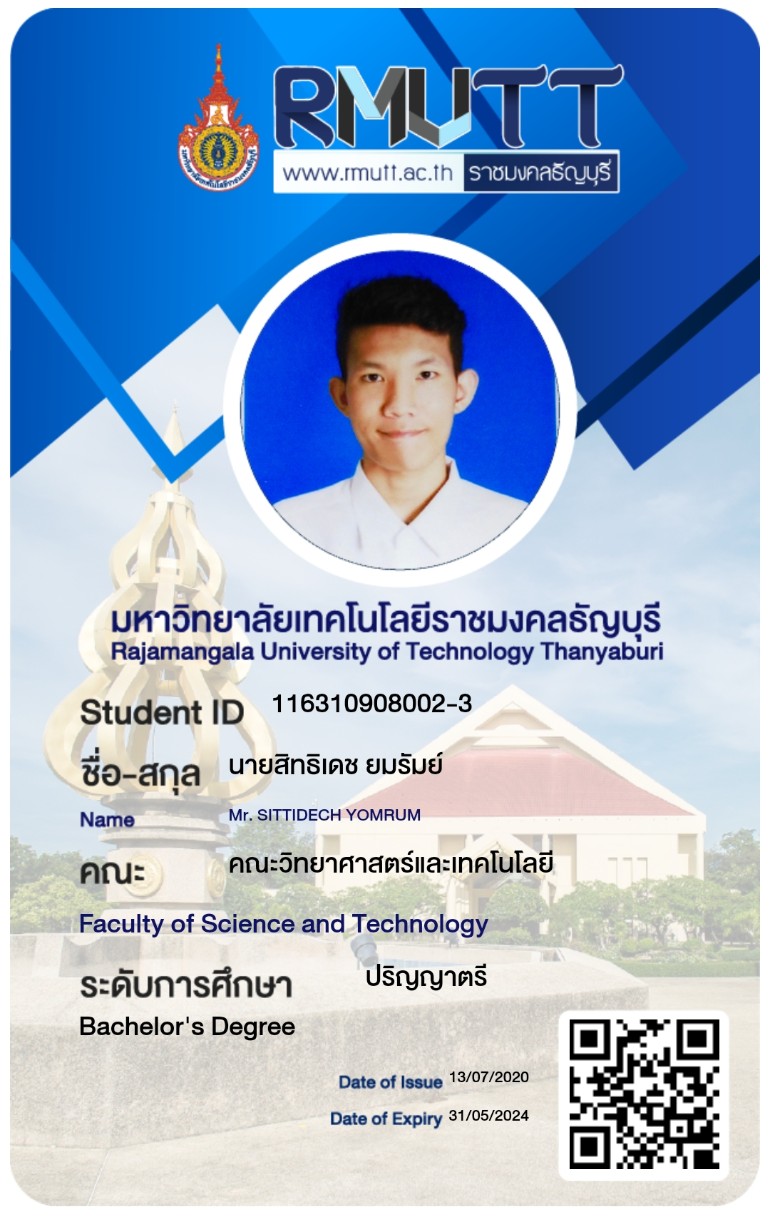 RMUTT
www.rmutt.ac.th ราชมงคลธัญบุรี
มหาวิทยาลัยเทคโนโลยีราชมงคลธัญบุรี
Rajamangala University of Technology Thanyaburi
Student ID 116310908002-3
ชื่อ-สกุล นายสิทธิเดช ยมรัมย์
Name Mr. SITTIDECH YOMRUM
คณะ คณะวิทยาศาสตร์และเทคโนโลยี
Faculty of Science and Technology
ระดับการศึกษา ปริญญาตรี
Bachelor's Degree
Date of Issue 13/07/2020
Date of Expiry 31/05/2024